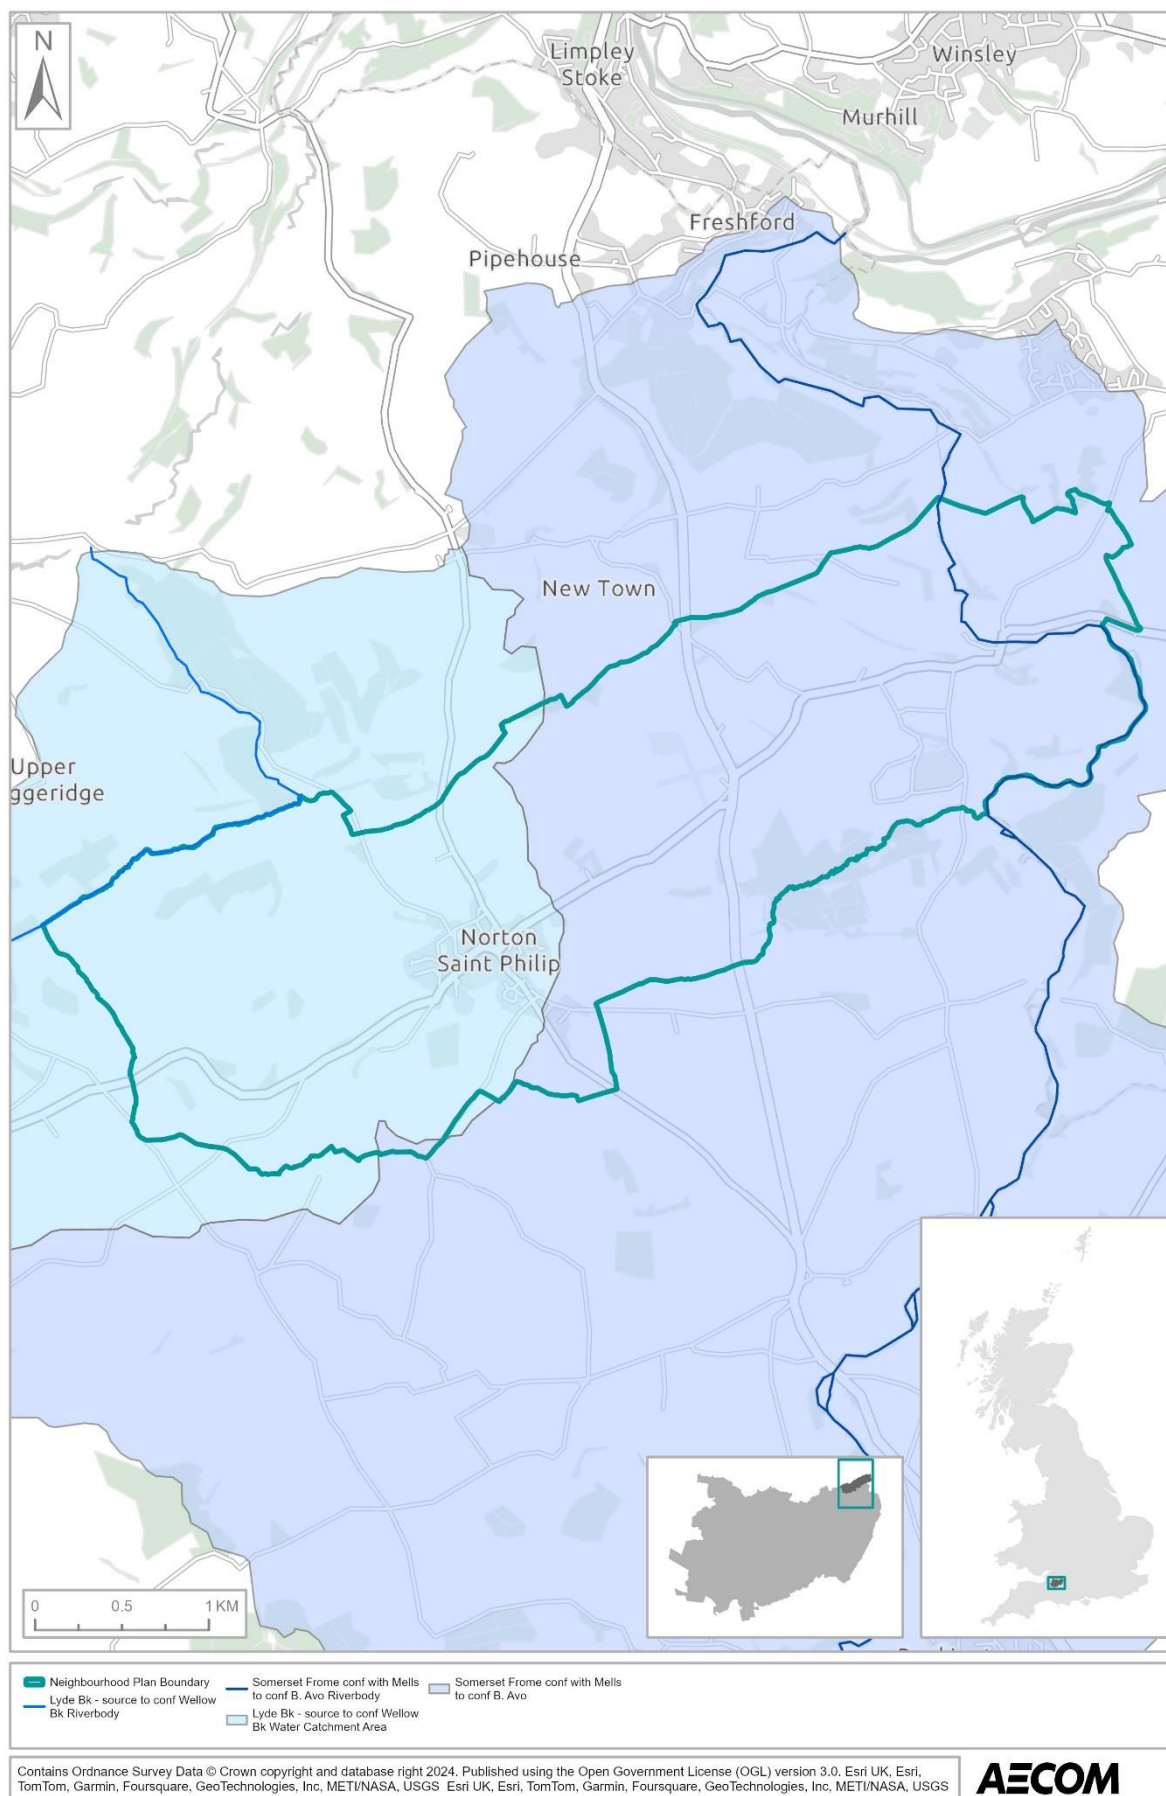 N
Limpley
Stoke
Winsley
Murhill
Freshford
Pipehouse
New Town
Upper
ggeridge
Norton
Saint Philip
0 0.5 1 KM
Neighbourhood Plan Boundary
Lyde Bk - source to conf Wellow
Bk Riverbody
Somerset Frome conf with Mells
to conf B. Avo Riverbody
Lyde Bk - source to conf Wellow
Bk Water Catchment Area
Somerset Frome conf with Mells
to conf B. Avo
Contains Ordnance Survey Data © Crown copyright and database right 2024. Published using the Open Government License (OGL) version 3.0. Esri UK, Esri,
TomTom, Garmin, Foursquare, GeoTechnologies, Inc, METI/NASA, USGS Esri UK, Esri, TomTom, Garmin, Foursquare, GeoTechnologies, Inc, METI/NASA, USGS
AECOM